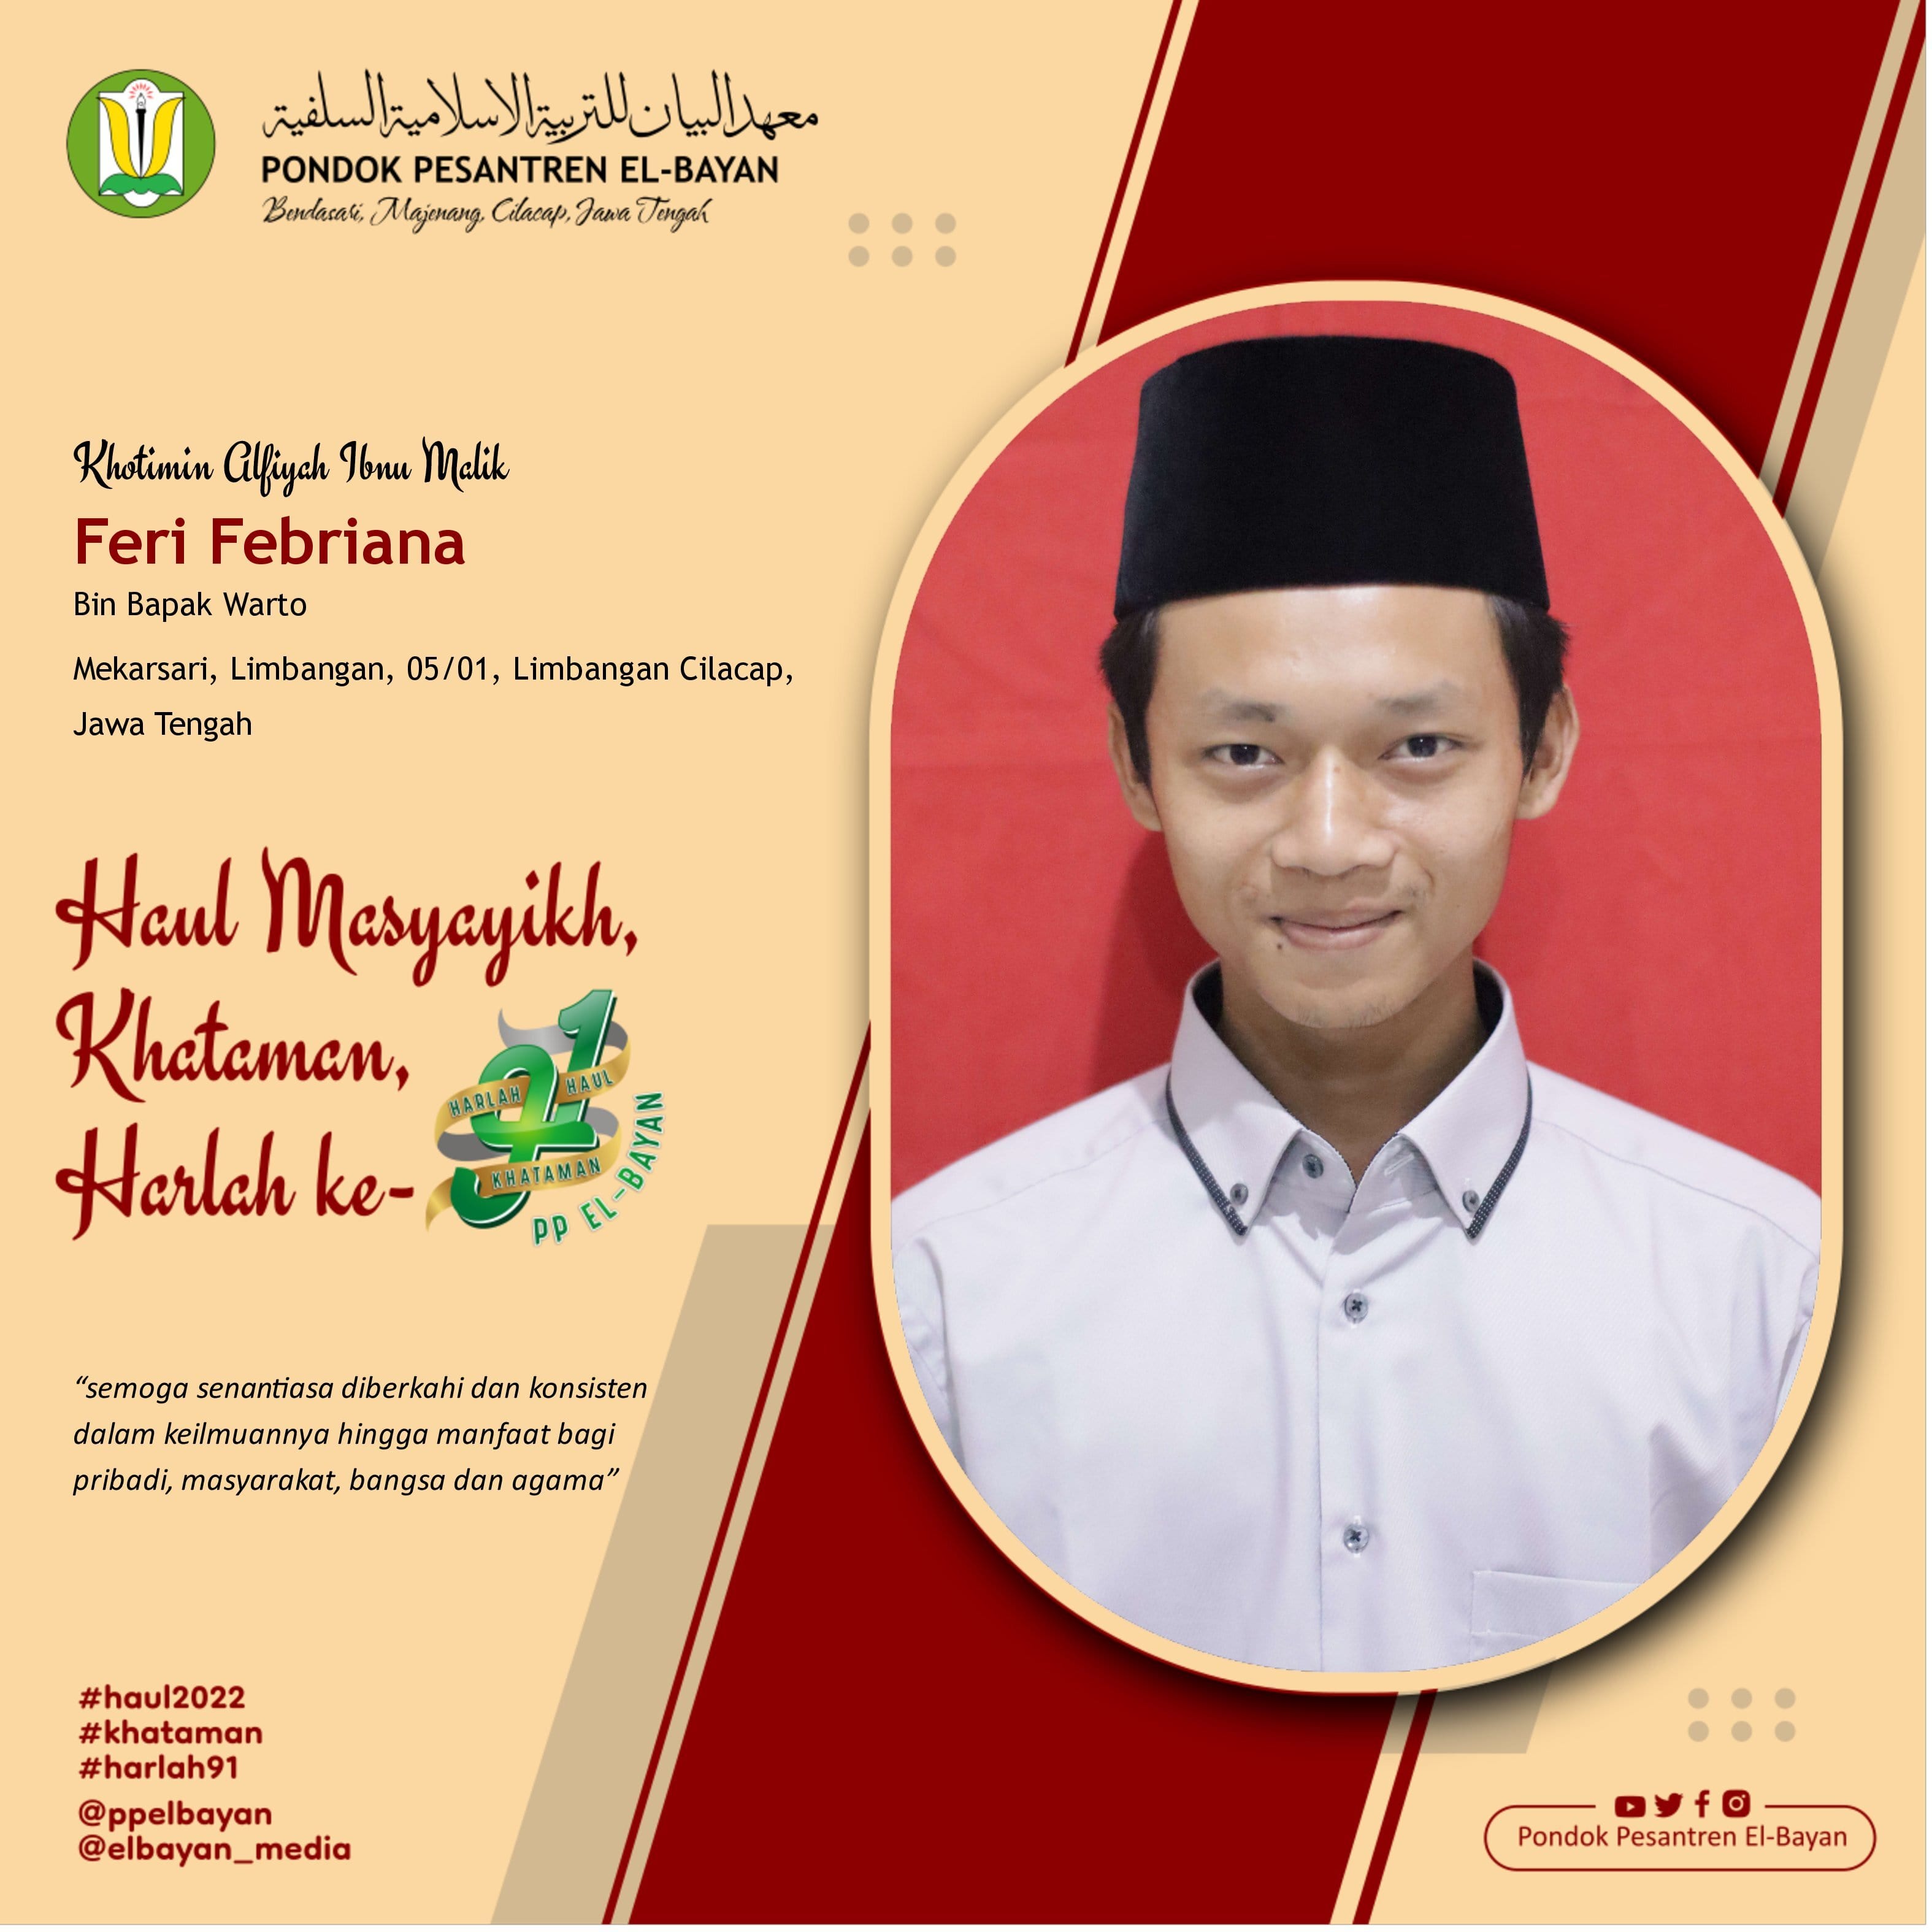 معهد البيان للتربية الاسلامية السلفية
PONDOK PESANTREN EL-BAYAN
Bendasari, Majenang, Cilacap, Jawa Tengah
Khotimin Alfiyah Ibnu Malik
Feri Febriana
Bin Bapak Warto
Mekarsari, Limbangan, 05/01, Limbangan Cilacap,
Jawa Tengah
Haul Masyayikh,
Khataman,
Harlah ke-
91
HARLAH HAUL
KHATAMAN
PP EL-BAYAN
“semoga senantiasa diberkahi dan konsisten
dalam keilmuannya hingga manfaat bagi
pribadi, masyarakat, bangsa dan agama”
#haul2022
#khataman
#harlah91
@ppelbayan
@elbayan_media
Pondok Pesantren El-Bayan